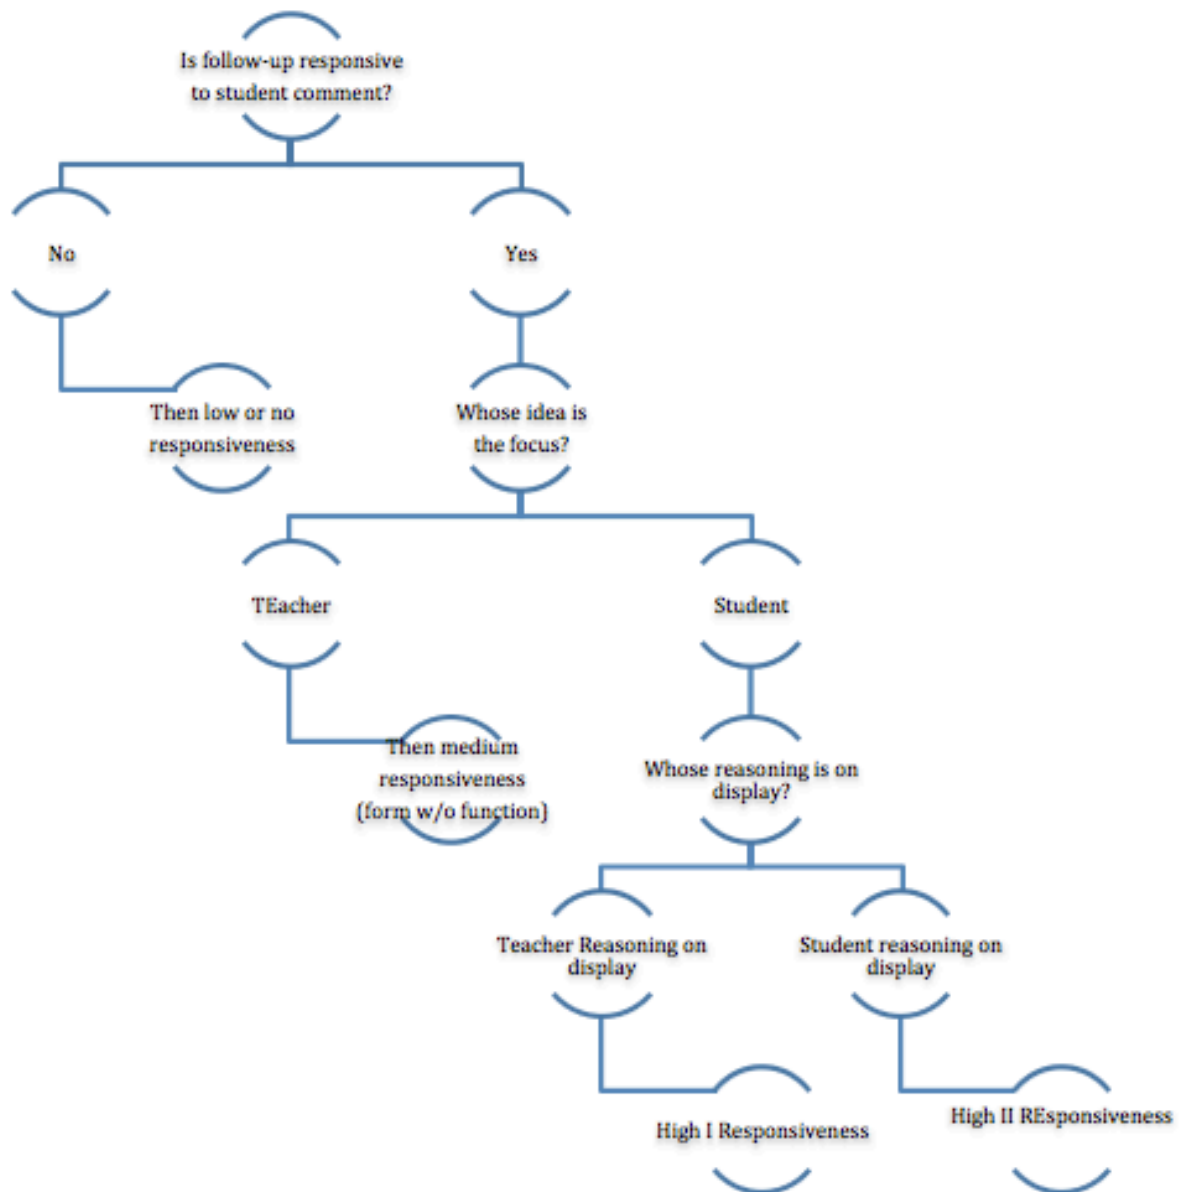 Is follow-up responsive
to student comment?
No
Yes
Then low or no
responsiveness
Whose idea is
the focus?
TEacher
Student
Then medium
responsiveness
(form w/o function)
Whose reasoning is on
display?
Teacher Reasoning on
display
Student reasoning on
display
High I Responsiveness
High II REsponsiveness